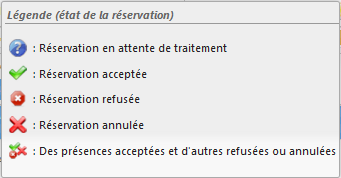 Légende (état de la réservation)
: Réservation en attente de traitement
: Réservation acceptée
: Réservation refusée
: Réservation annulée
: Des présences acceptées et d'autres refusées ou annulées